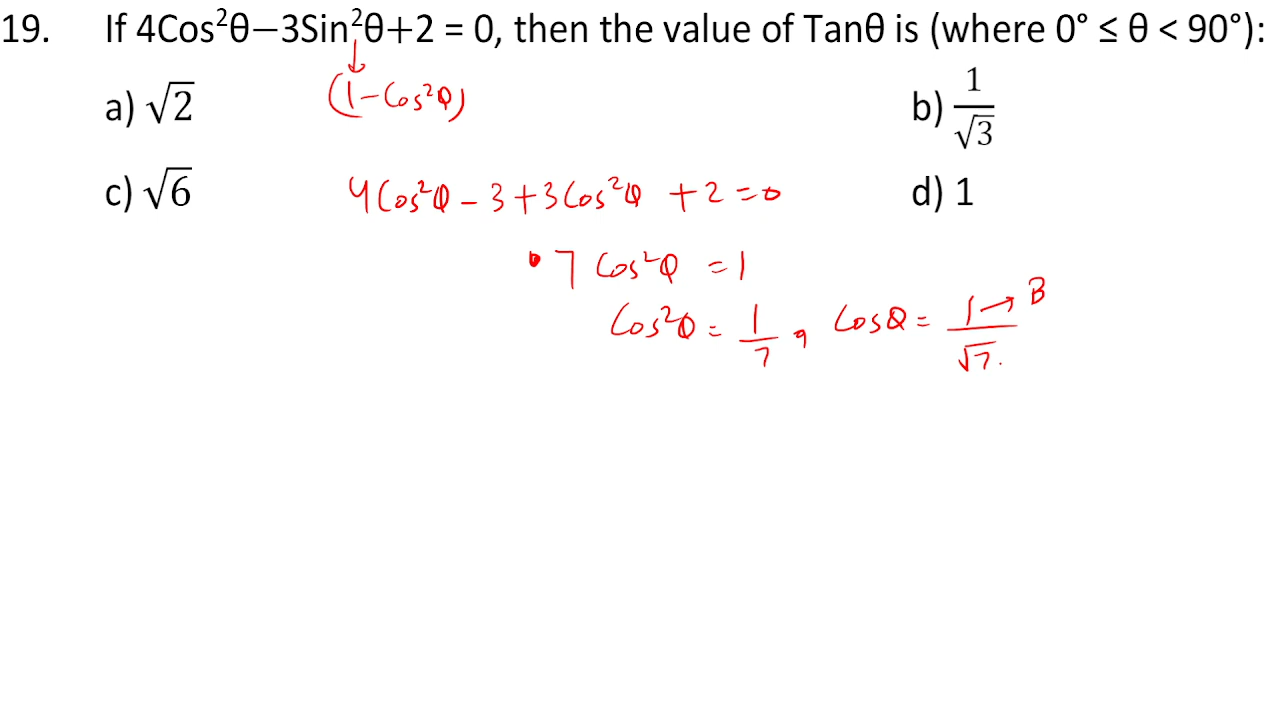 19. If 4Cos²θ−3Sin²θ+2 = 0, then the value of Tanθ is (where 0° ≤ θ < 90°):
a) √2 (1-Cos²θ) b) 1/√3
c) √6 4Cos²θ - 3 + 3Cos²θ + 2 = 0 d) 1
7 Cos²θ = 1
Cos²θ = 1/7, Cosθ = 1/√7 → B